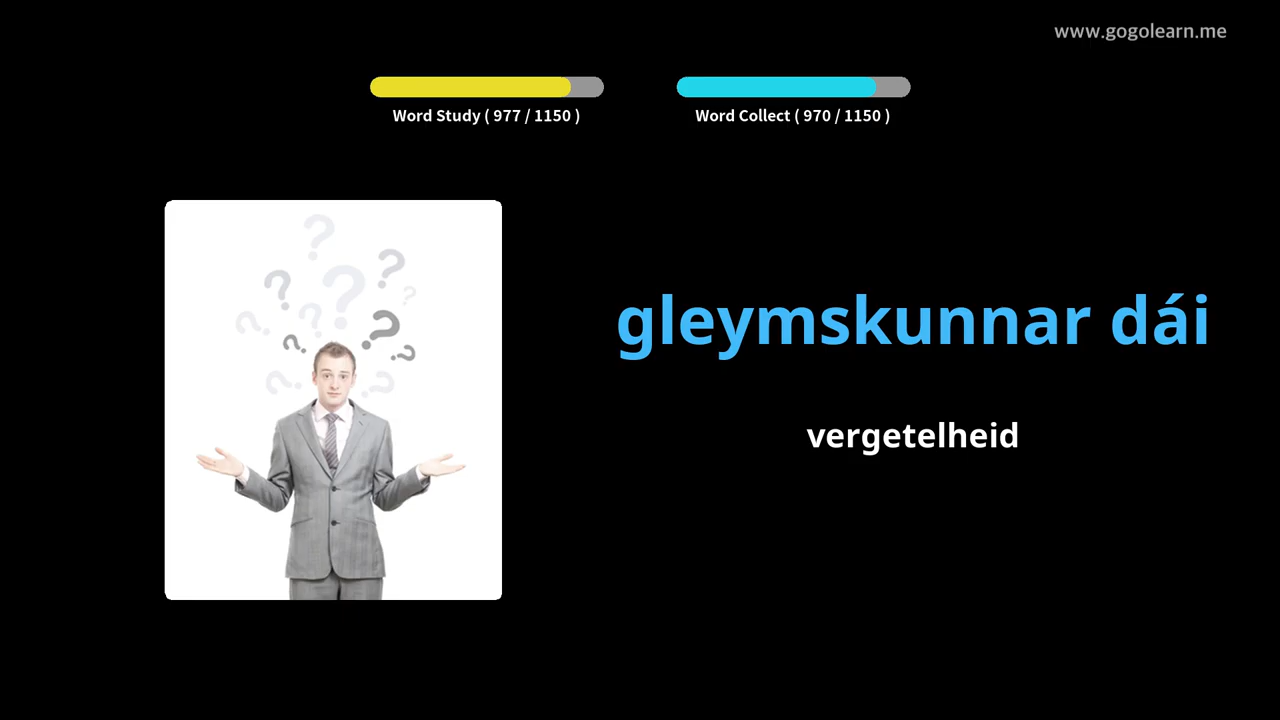 www.gogolearn.me
Word Study ( 977 / 1150 )
Word Collect ( 970 / 1150 )
gleymskunnar dái
vergetelheid